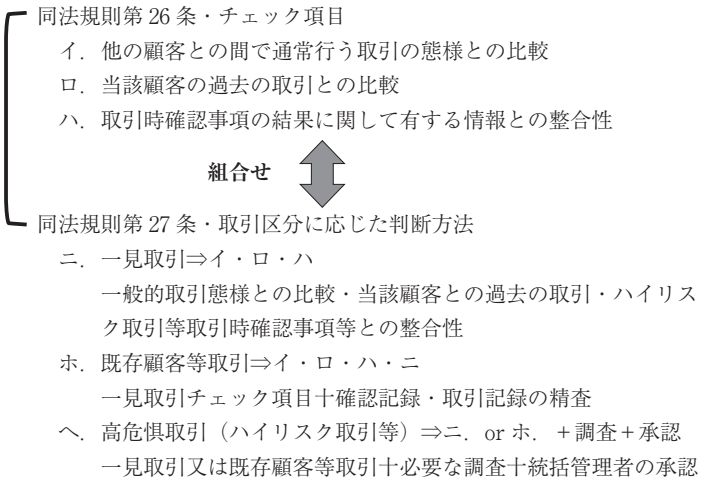 同法規則第 26 条・チェック項目
イ．他の顧客との間で通常行う取引の態様との比較
ロ．当該顧客の過去の取引との比較
ハ．取引時確認事項の結果に関して有する情報との整合性
組合せ
同法規則第 27 条・取引区分に応じた判断方法
ニ．一見取引⇒イ・ロ・ハ
一般的取引態様との比較・当該顧客との過去の取引・ハイリス
ク取引等取引時確認事項等との整合性
ホ．既存顧客等取引⇒イ・ロ・ハ・ニ
一見取引チェック項目十確認記録・取引記録の精査
ヘ．高危惧取引（ハイリスク取引等）⇒ニ．or ホ．＋調査＋承認
一見取引又は既存顧客等取引十必要な調査十統括管理者の承認